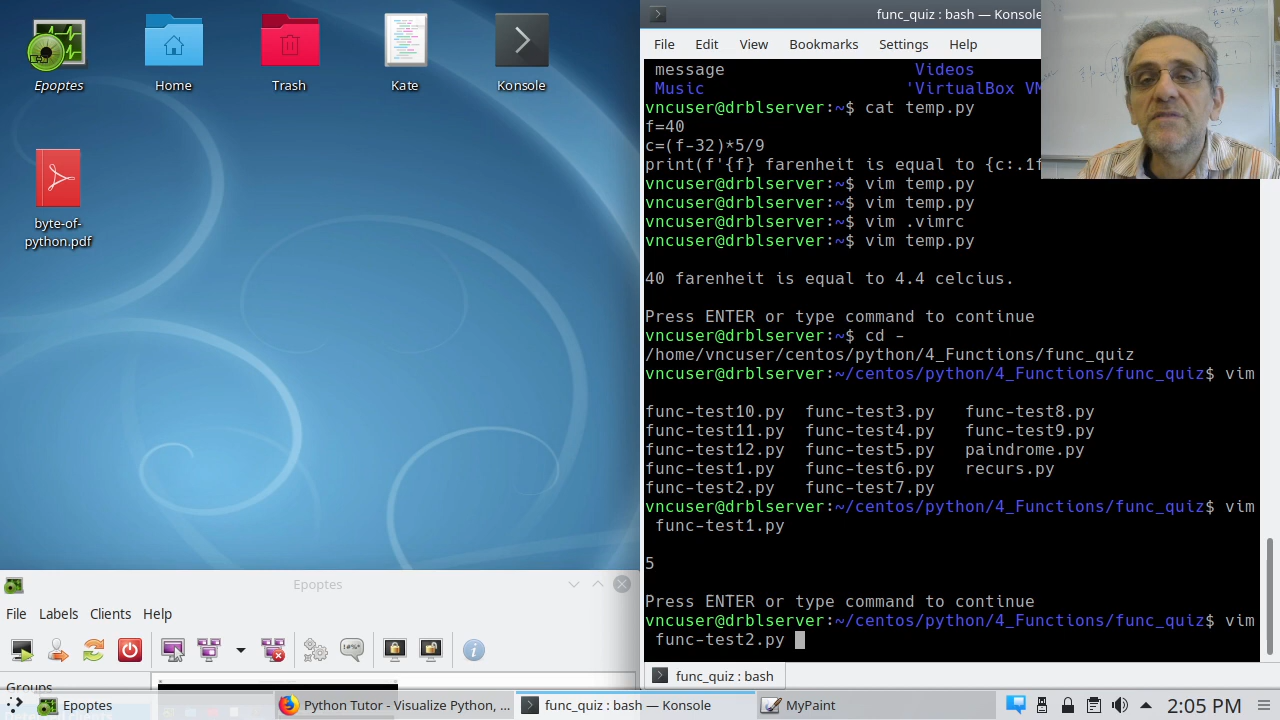 Epoptes
Home
Trash
Kate
Konsole
byte-of-
python.pdf
func_quiz : bash — Konsole
File Edit Bookmarks Settings Help
message Videos
Music 'VirtualBox VM
vncuser@drblserver:~$ cat temp.py
f=40
c=(f-32)*5/9
print(f'{f} farenheit is equal to {c:.1f
vncuser@drblserver:~$ vim temp.py
vncuser@drblserver:~$ vim temp.py
vncuser@drblserver:~$ vim .vimrc
vncuser@drblserver:~$ vim temp.py
40 farenheit is equal to 4.4 celcius.
Press ENTER or type command to continue
vncuser@drblserver:~$ cd -
/home/vncuser/centos/python/4_Functions/func_quiz
vncuser@drblserver:~/centos/python/4_Functions/func_quiz$ vim
func-test10.py func-test3.py func-test8.py
func-test11.py func-test4.py func-test9.py
func-test12.py func-test5.py paindrome.py
func-test1.py func-test6.py recurs.py
func-test2.py func-test7.py
vncuser@drblserver:~/centos/python/4_Functions/func_quiz$ vim
func-test1.py
5
Press ENTER or type command to continue
vncuser@drblserver:~/centos/python/4_Functions/func_quiz$ vim
func-test2.py
func_quiz : bash
Epoptes
File Labels Clients Help
Groups
Epoptes
Python Tutor - Visualize Python, ...
func_quiz : bash — Konsole
MyPaint
2:05 PM